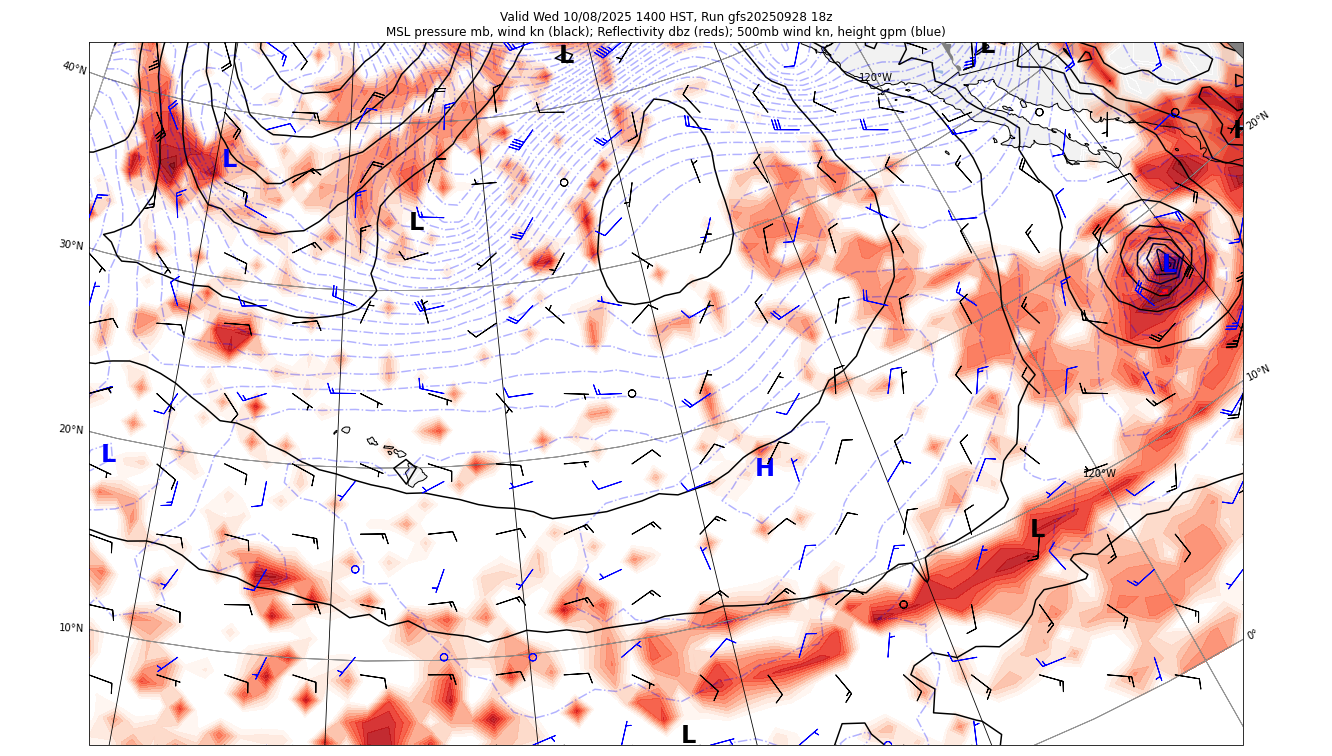 Valid Wed 10/08/2025 1400 HST, Run gfs20250928 18z
MSL pressure mb, wind kn (black); Reflectivity dbz (reds); 500mb wind kn, height gpm (blue)
L
L
40°N
120°W
20°N
H
L
L
30°N
L
10°N
20°N
L
H
120°W
L
10°N
0°
L